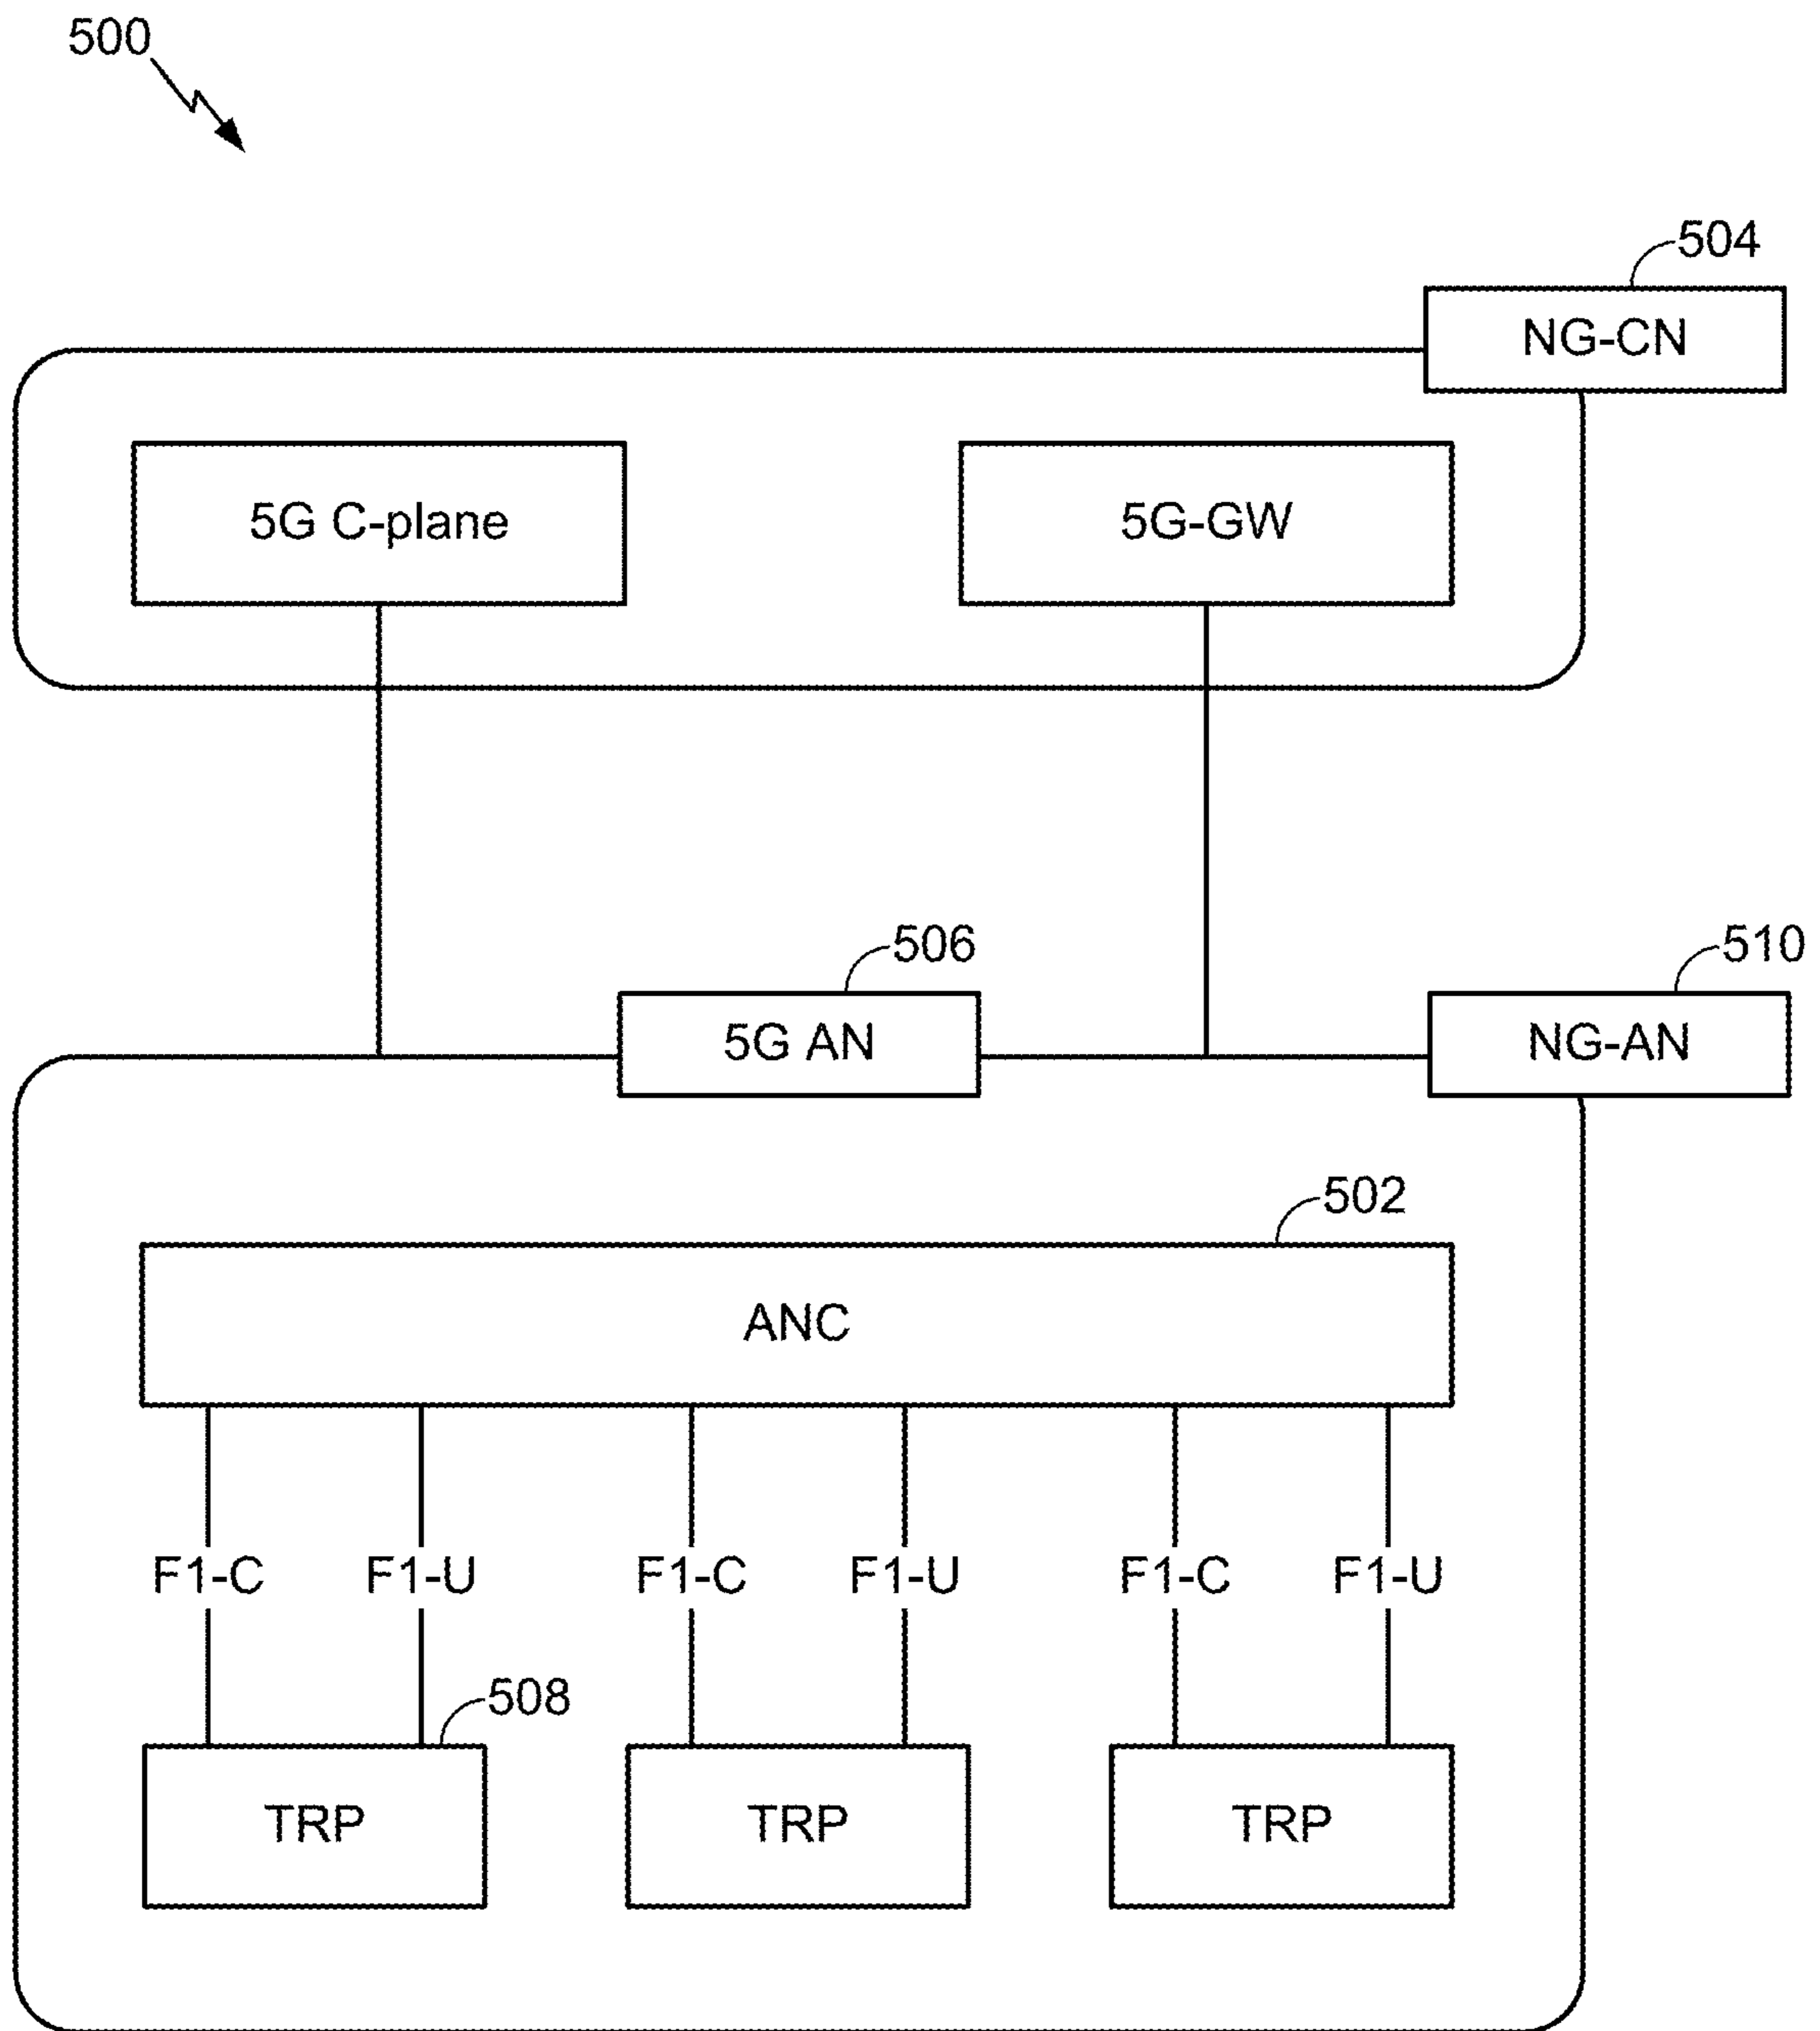 500
504
NG-CN
5G C-plane
5G-GW
506
510
5G AN
NG-AN
502
ANC
F1-C
F1-U
F1-C
F1-U
F1-C
F1-U
508
TRP
TRP
TRP